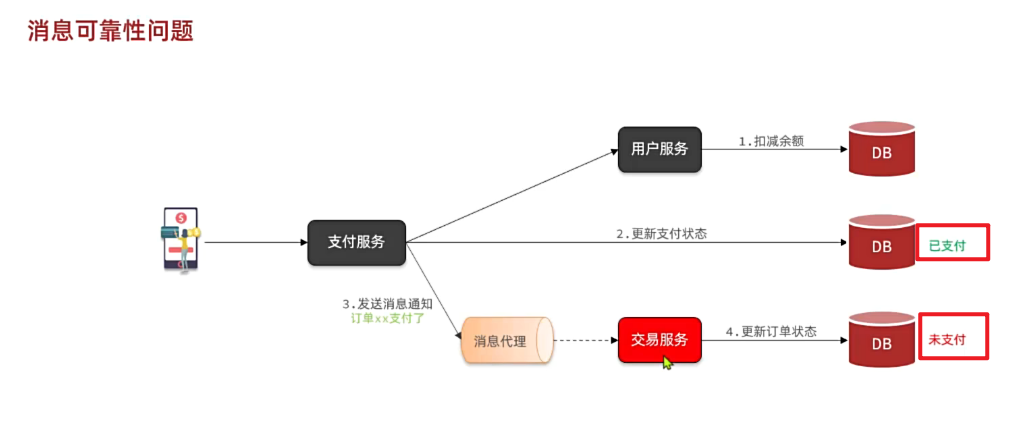 消息可靠性问题
用户服务
1.扣减余额
DB
支付服务
2.更新支付状态
DB
已支付
3.发送消息通知
订单xx支付了
消息代理
交易服务
4.更新订单状态
DB
未支付